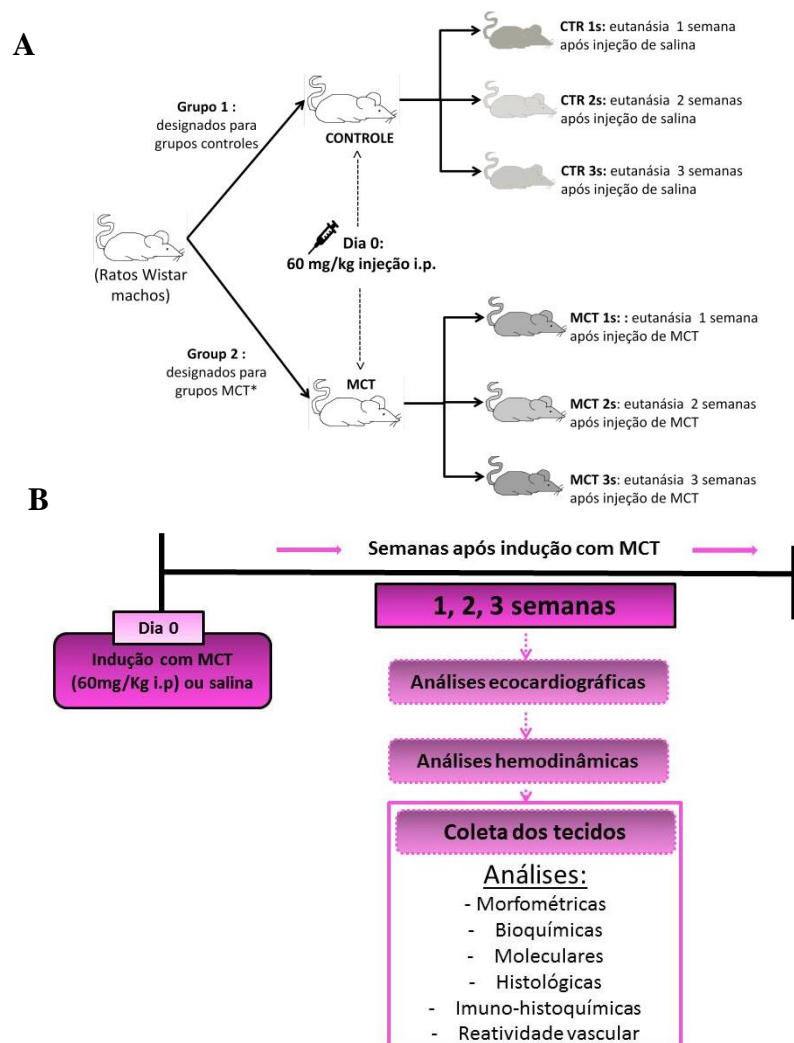 A
Grupo 1 :
designados para
grupos controles
CONTROLE
CTR 1s: eutanásia 1 semana
após injeção de salina
CTR 2s: eutanásia 2 semanas
após injeção de salina
CTR 3s: eutanásia 3 semanas
após injeção de salina
(Ratos Wistar
machos)
Dia 0:
60 mg/kg injeção i.p.
Group 2 :
designados para
grupos MCT*
MCT
MCT 1s: : eutanásia 1 semana
após injeção de MCT
MCT 2s: eutanásia 2 semanas
após injeção de MCT
MCT 3s: eutanásia 3 semanas
após injeção de MCT
B
Semanas após indução com MCT
Dia 0
Indução com MCT
(60mg/Kg i.p) ou salina
1, 2, 3 semanas
Análises ecocardiográficas
Análises hemodinâmicas
Coleta dos tecidos
Análises:
- Morfométricas
- Bioquímicas
- Moleculares
- Histológicas
- Imuno-histoquímicas
- Reatividade vascular